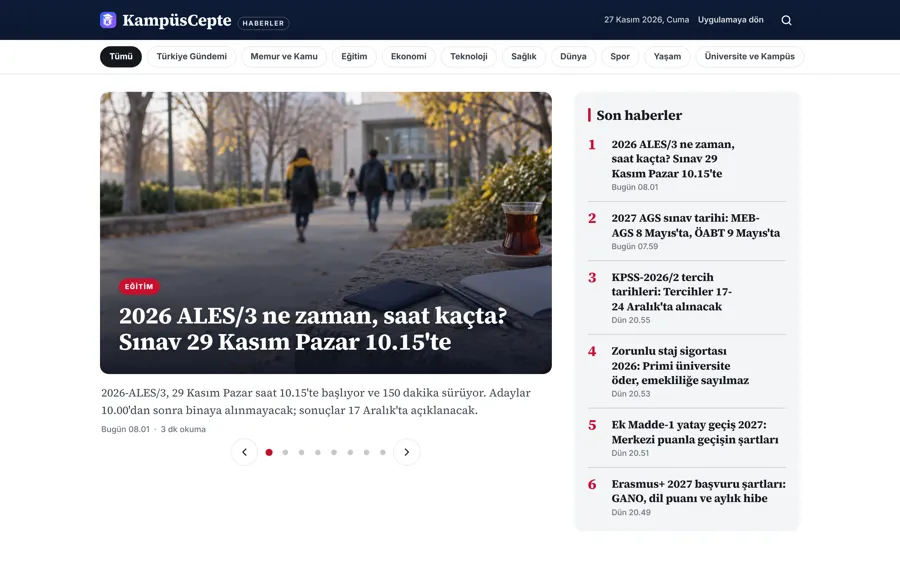 KampüsCepte HABERLER
27 Kasım 2026, Cuma Uygulamaya dön
Tümü Türkiye Gündemi Memur ve Kamu Eğitim Ekonomi Teknoloji Sağlık Dünya Spor Yaşam Üniversite ve Kampüs
EĞİTİM
2026 ALES/3 ne zaman, saat kaçta?
Sınav 29 Kasım Pazar 10.15'te
2026-ALES/3, 29 Kasım Pazar saat 10.15'te başlıyor ve 150 dakika sürüyor. Adaylar
10.00'dan sonra binaya alınmayacak; sonuçlar 17 Aralık'ta açıklanacak.
Bugün 08.01 · 3 dk okuma
Son haberler
1 2026 ALES/3 ne zaman,
saat kaçta? Sınav 29
Kasım Pazar 10.15'te
Bugün 08.01
2 2027 AGS sınav tarihi: MEB-
AGS 8 Mayıs'ta, ÖABT 9 Mayıs'ta
Bugün 07.59
3 KPSS-2026/2 tercih
tarihleri: Tercihler 17-
24 Aralık'ta alınacak
Dün 20.55
4 Zorunlu staj sigortası
2026: Primi üniversite
öder, emekliliğe sayılmaz
Dün 20.53
5 Ek Madde-1 yatay geçiş 2027:
Merkezi puanla geçişin şartları
Dün 20.51
6 Erasmus+ 2027 başvuru şartları:
GANO, dil puanı ve aylık hibe
Dün 20.49